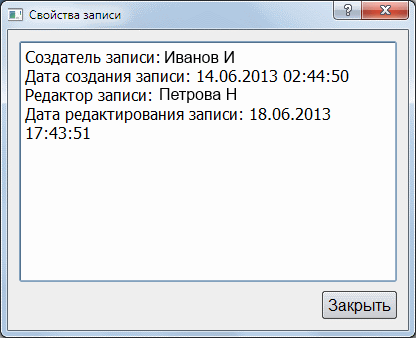 Свойства записи
Создатель записи: Иванов И
Дата создания записи: 14.06.2013 02:44:50
Редактор записи: Петрова Н
Дата редактирования записи: 18.06.2013
17:43:51
Закрыть